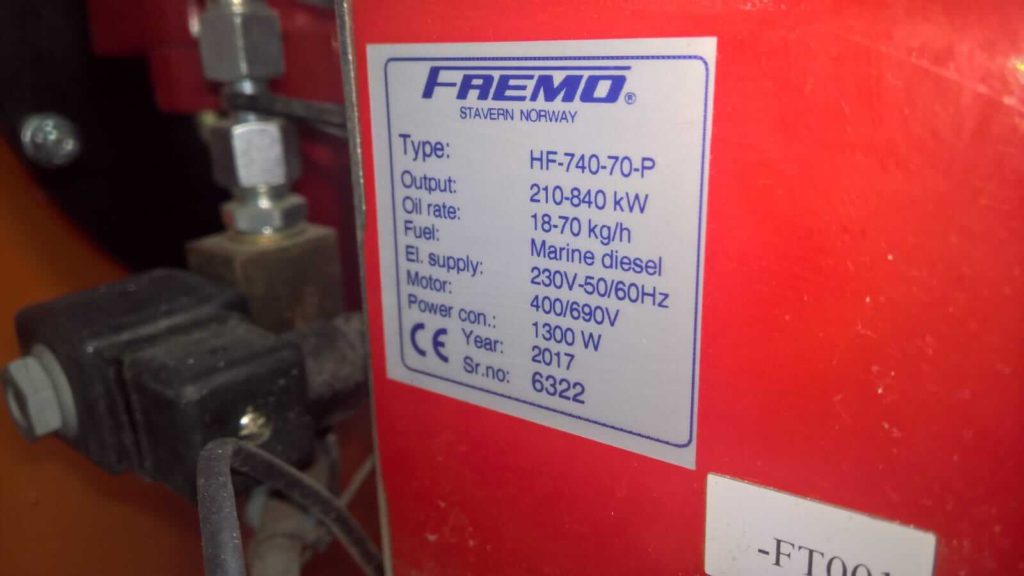 FREMO®
STAVERN NORWAY
Type: HF-740-70-P
Output: 210-840 kW
Oil rate: 18-70 kg/h
Fuel: Marine diesel
El. supply: 230V-50/60Hz
Motor: 400/690V
Power con.: 1300 W
CE Year: 2017
Sr.no: 6322